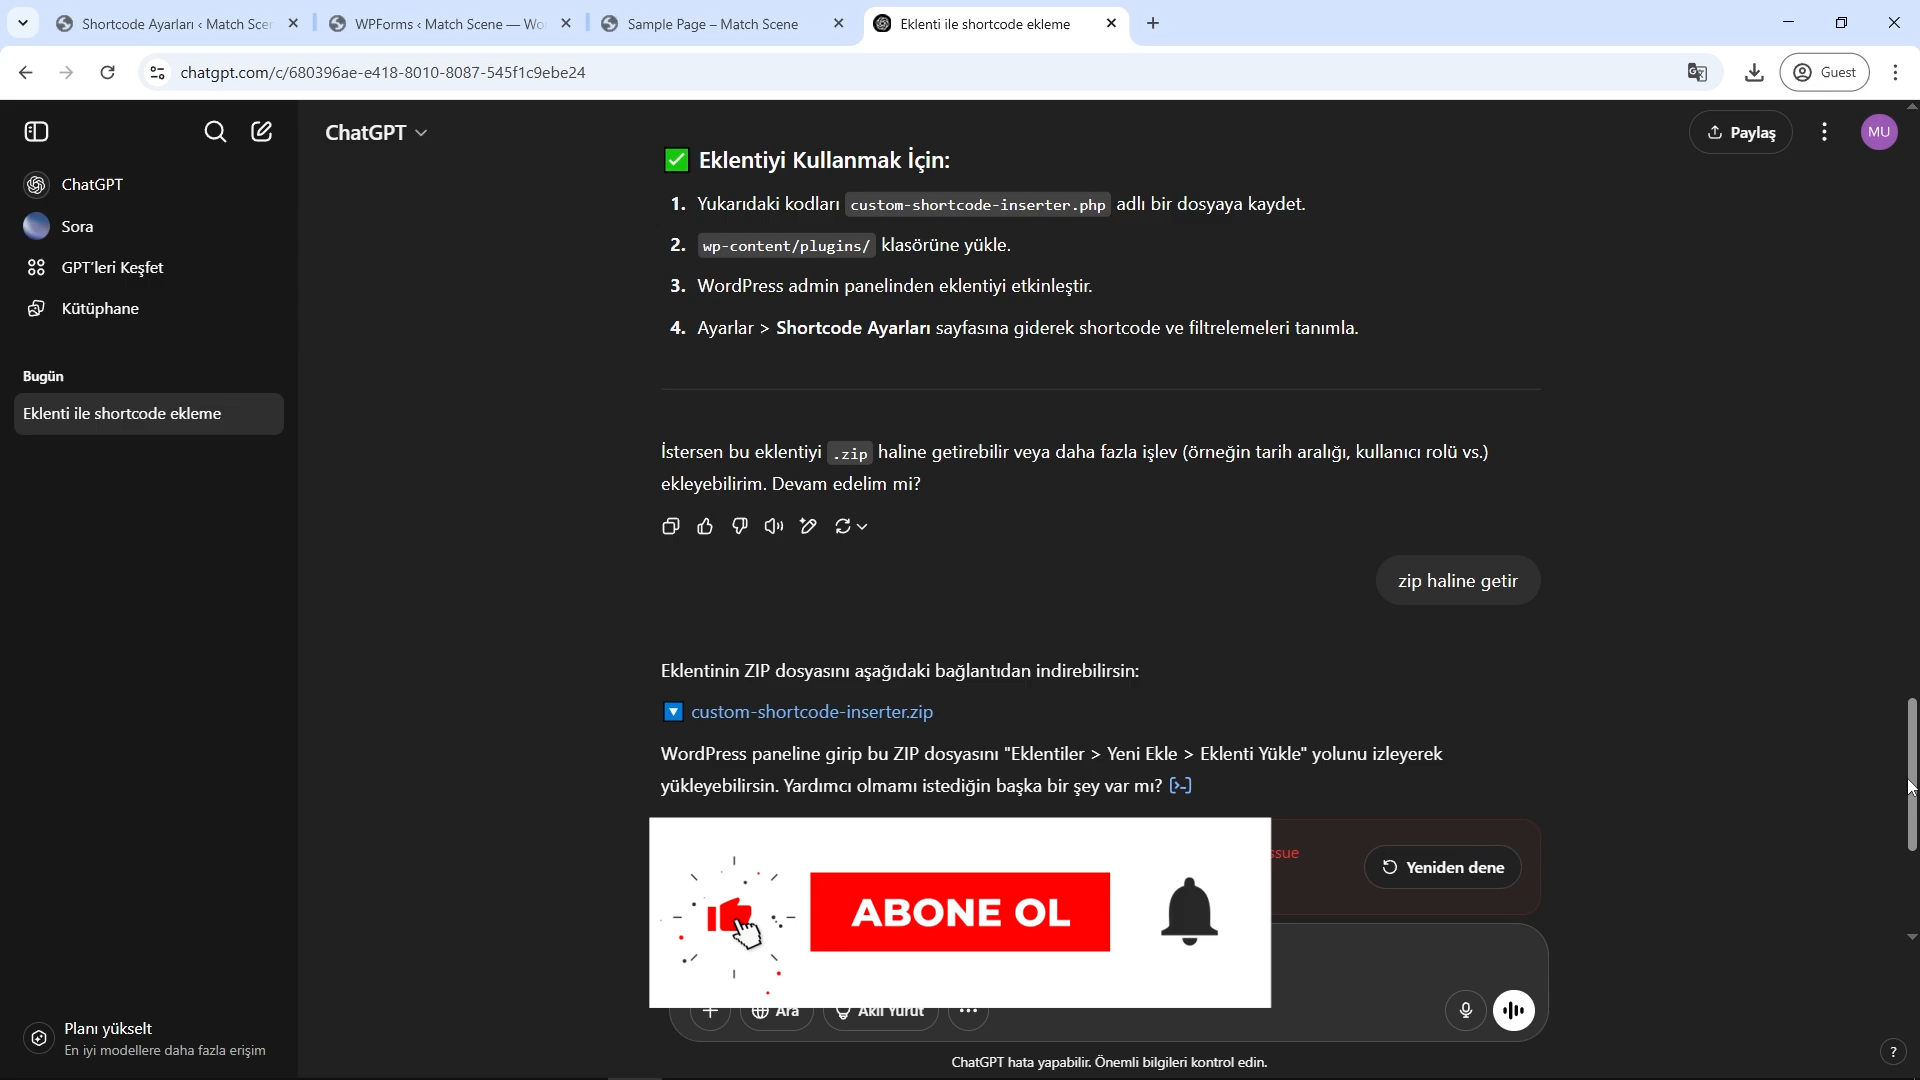 Shortcode Ayarları ‹ Match Scen
WPForms ‹ Match Scene — Wo
Sample Page – Match Scene
Eklenti ile shortcode ekleme
chatgpt.com/c/680396ae-e418-8010-8087-545f1c9ebe24
Guest
ChatGPT
Paylaş
MU
ChatGPT
Sora
GPT'leri Keşfet
Kütüphane
Bugün
Eklenti ile shortcode ekleme
Planı yükselt
En iyi modellere daha fazla erişim
Eklentiyi Kullanmak İçin:
1. Yukarıdaki kodları custom-shortcode-inserter.php adlı bir dosyaya kaydet.
2. wp-content/plugins/ klasörüne yükle.
3. WordPress admin panelinden eklentiyi etkinleştir.
4. Ayarlar > Shortcode Ayarları sayfasına giderek shortcode ve filtrelemeleri tanımla.
İstersen bu eklentiyi .zip haline getirebilir veya daha fazla işlev (örneğin tarih aralığı, kullanıcı rolü vs.)
ekleyebilirim. Devam edelim mi?
zip haline getir
Eklentinin ZIP dosyasını aşağıdaki bağlantıdan indirebilirsin:
custom-shortcode-inserter.zip
WordPress paneline girip bu ZIP dosyasını "Eklentiler > Yeni Ekle > Eklenti Yükle" yolunu izleyerek
yükleyebilirsin. Yardımcı olmamı istediğin başka bir şey var mı? [>-]
ssue
Yeniden dene
ABONE OL
Ara
Akıl Yürüt
ChatGPT hata yapabilir. Önemli bilgileri kontrol edin.
?